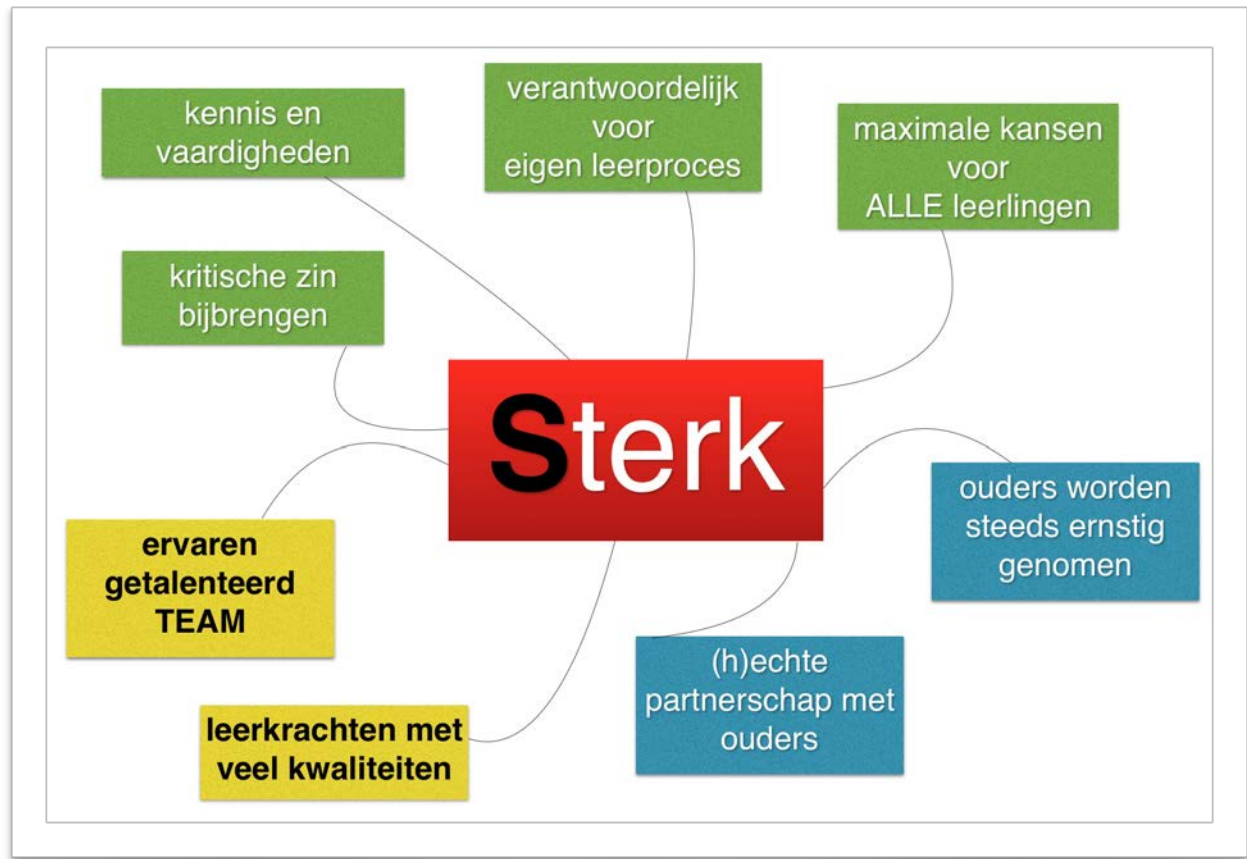 kennis en
vaardigheden
verantwoordelijk
voor
eigen leerproces
maximale kansen
voor
ALLE leerlingen
kritische zin
bijbrengen
Sterk
ervaren
getalenteerd
TEAM
ouders worden
steeds ernstig
genomen
leerkrachten met
veel kwaliteiten
(h)echte
partnerschap met
ouders